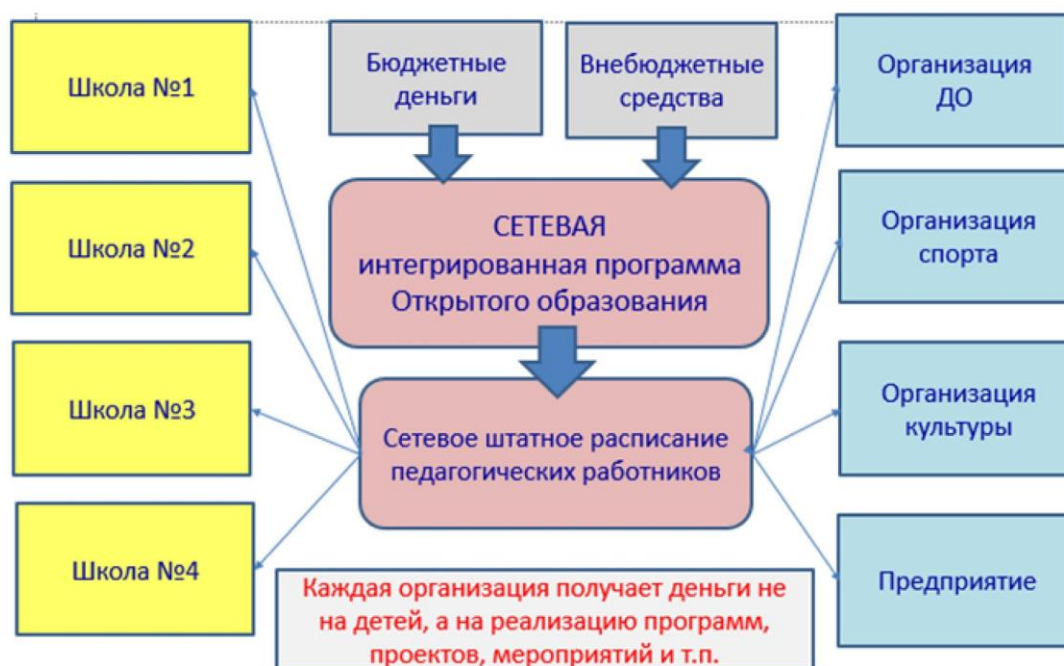 Школа №1
Школа №2
Школа №3
Школа №4
Бюджетные
деньги
Внебюджетные
средства
СЕТЕВАЯ
интегрированная программа
Открытого образования
Сетевое штатное расписание
педагогических работников
Каждая организация получает деньги не
на детей, а на реализацию программ,
проектов, мероприятий и т.п.
Организация
ДО
Организация
спорта
Организация
культуры
Предприятие